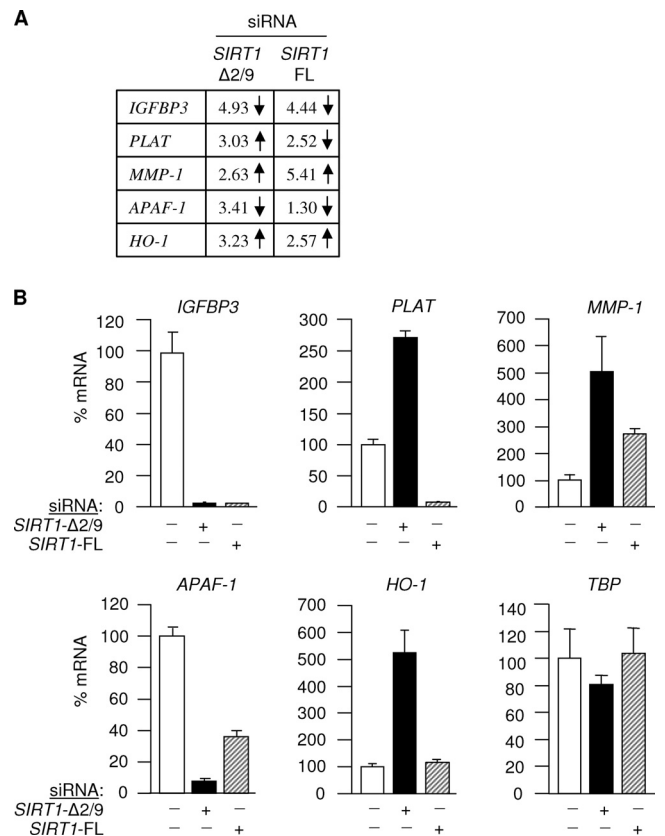 A
siRNA
SIRT1 SIRT1
Δ2/9 FL
IGFBP3 4.93 ↓ 4.44 ↓
PLAT 3.03 ↑ 2.52 ↓
MMP-1 2.63 ↑ 5.41 ↑
APAF-1 3.41 ↓ 1.30 ↓
HO-1 3.23 ↑ 2.57 ↑
B
IGFBP3
% mRNA
120
100
80
60
40
20
0
PLAT
300
250
200
150
100
50
0
MMP-1
700
600
500
400
300
200
100
0
siRNA:
SIRT1-Δ2/9 – + – + – +
SIRT1-FL – – + – – + – – +
APAF-1
% mRNA
120
100
80
60
40
20
0
HO-1
700
600
500
400
300
200
100
0
TBP
140
120
100
80
60
40
20
0
siRNA:
SIRT1-Δ2/9 – + – + – +
SIRT1-FL – – + – – + – – +